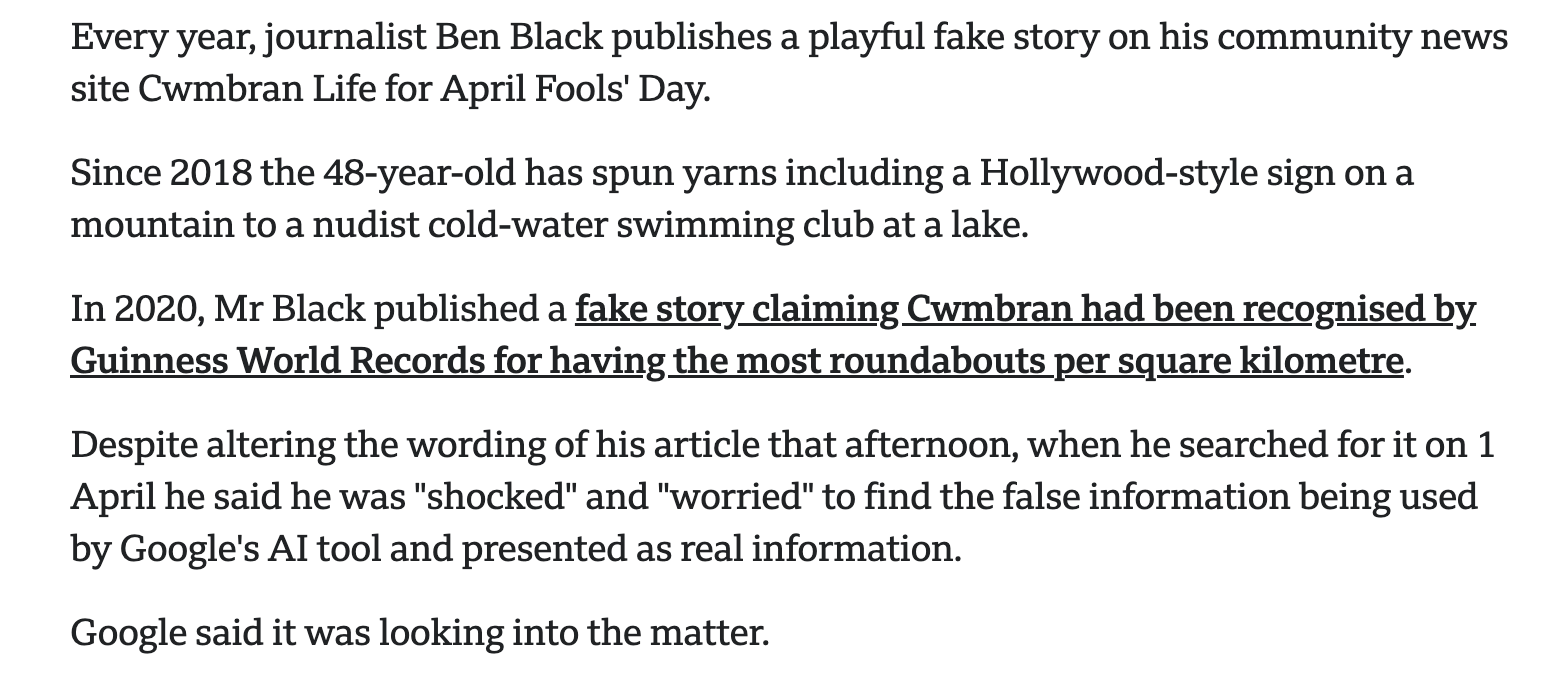 Every year, journalist Ben Black publishes a playful fake story on his community news
site Cwmbran Life for April Fools' Day.
Since 2018 the 48-year-old has spun yarns including a Hollywood-style sign on a
mountain to a nudist cold-water swimming club at a lake.
In 2020, Mr Black published a fake story claiming Cwmbran had been recognised by
Guinness World Records for having the most roundabouts per square kilometre.
Despite altering the wording of his article that afternoon, when he searched for it on 1
April he said he was "shocked" and "worried" to find the false information being used
by Google's AI tool and presented as real information.
Google said it was looking into the matter.